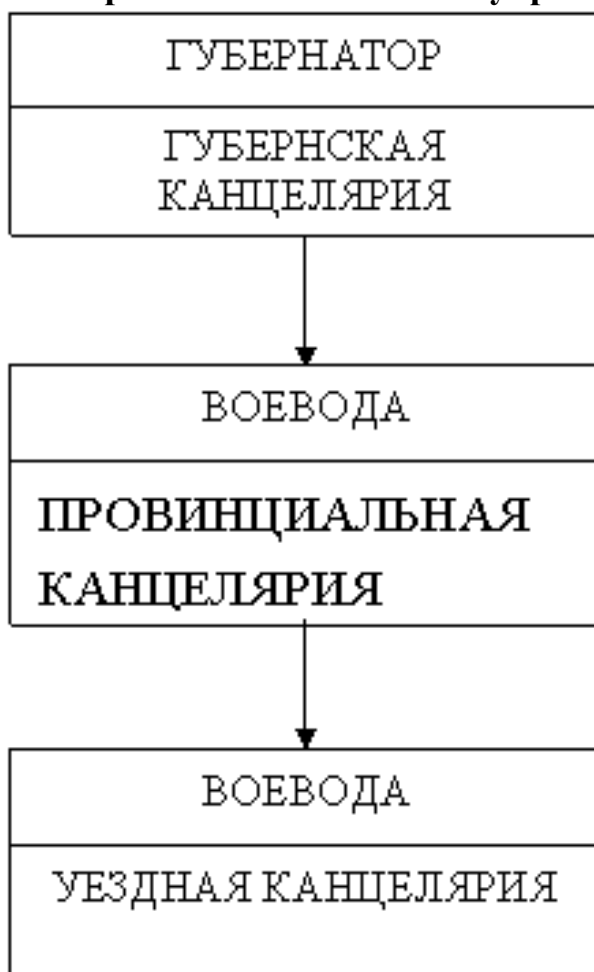 ГУБЕРНАТОР
ГУБЕРНСКАЯ
КАНЦЕЛЯРИЯ
ВОЕВОДА
ПРОВИНЦИАЛЬНАЯ
КАНЦЕЛЯРИЯ
ВОЕВОДА
УЕЗДНАЯ КАНЦЕЛЯРИЯ